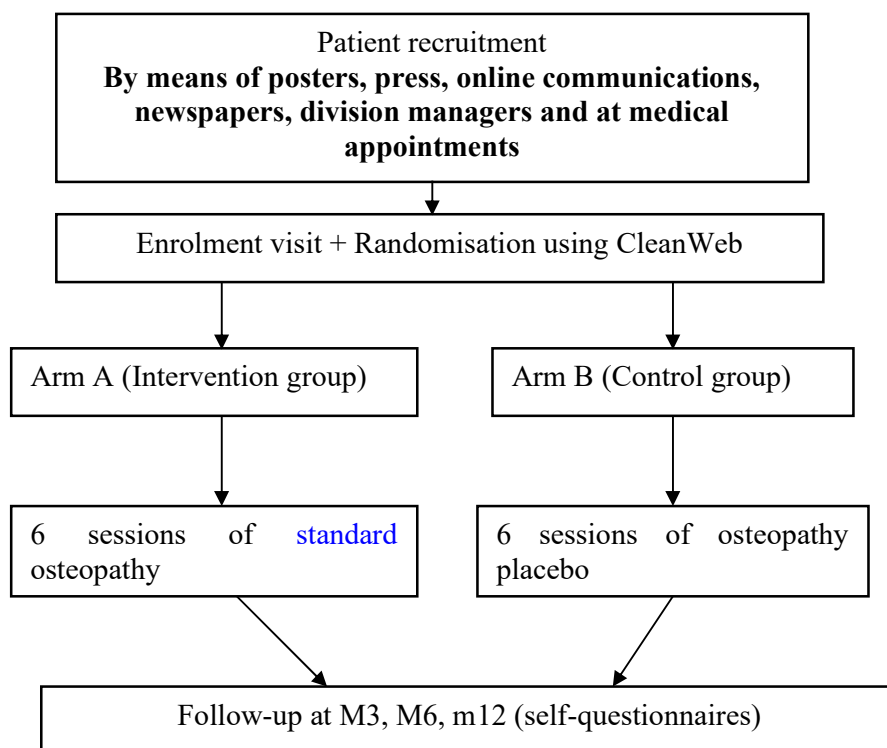 Patient recruitment
By means of posters, press, online communications,
newspapers, division managers and at medical
appointments
Enrolment visit + Randomisation using CleanWeb
Arm A (Intervention group)
Arm B (Control group)
6 sessions of standard
osteopathy
6 sessions of osteopathy
placebo
Follow-up at M3, M6, m12 (self-questionnaires)